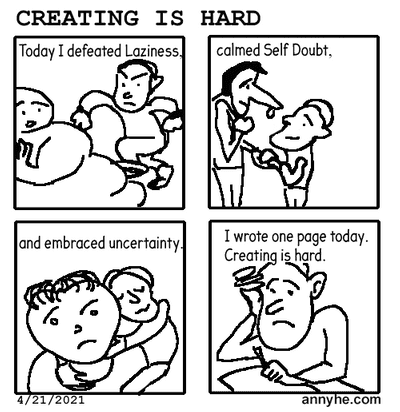 CREATING IS HARD
Today I defeated Laziness,
calmed Self Doubt,
and embraced uncertainty.
I wrote one page today.
Creating is hard.
4/21/2021
annyhe.com